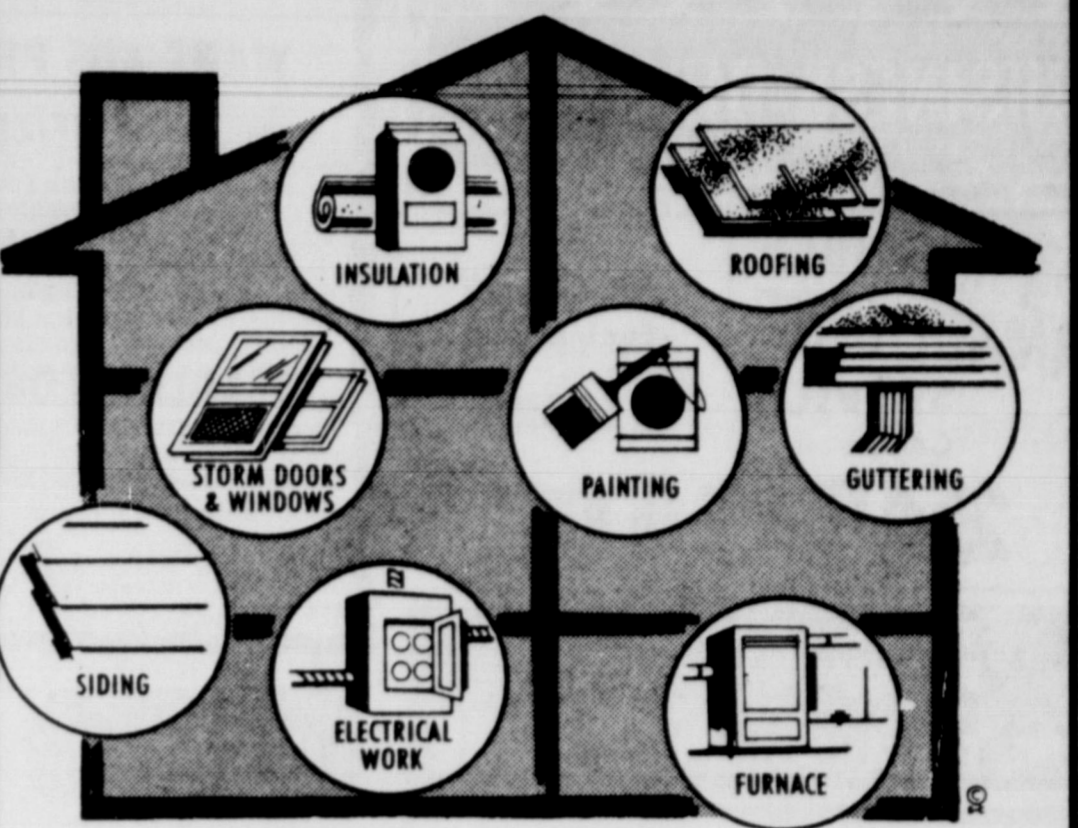 INSULATION
ROOFING
STORM DOORS
& WINDOWS
PAINTING
GUTTERING
SIDING
ELECTRICAL
WORK
FURNACE
©